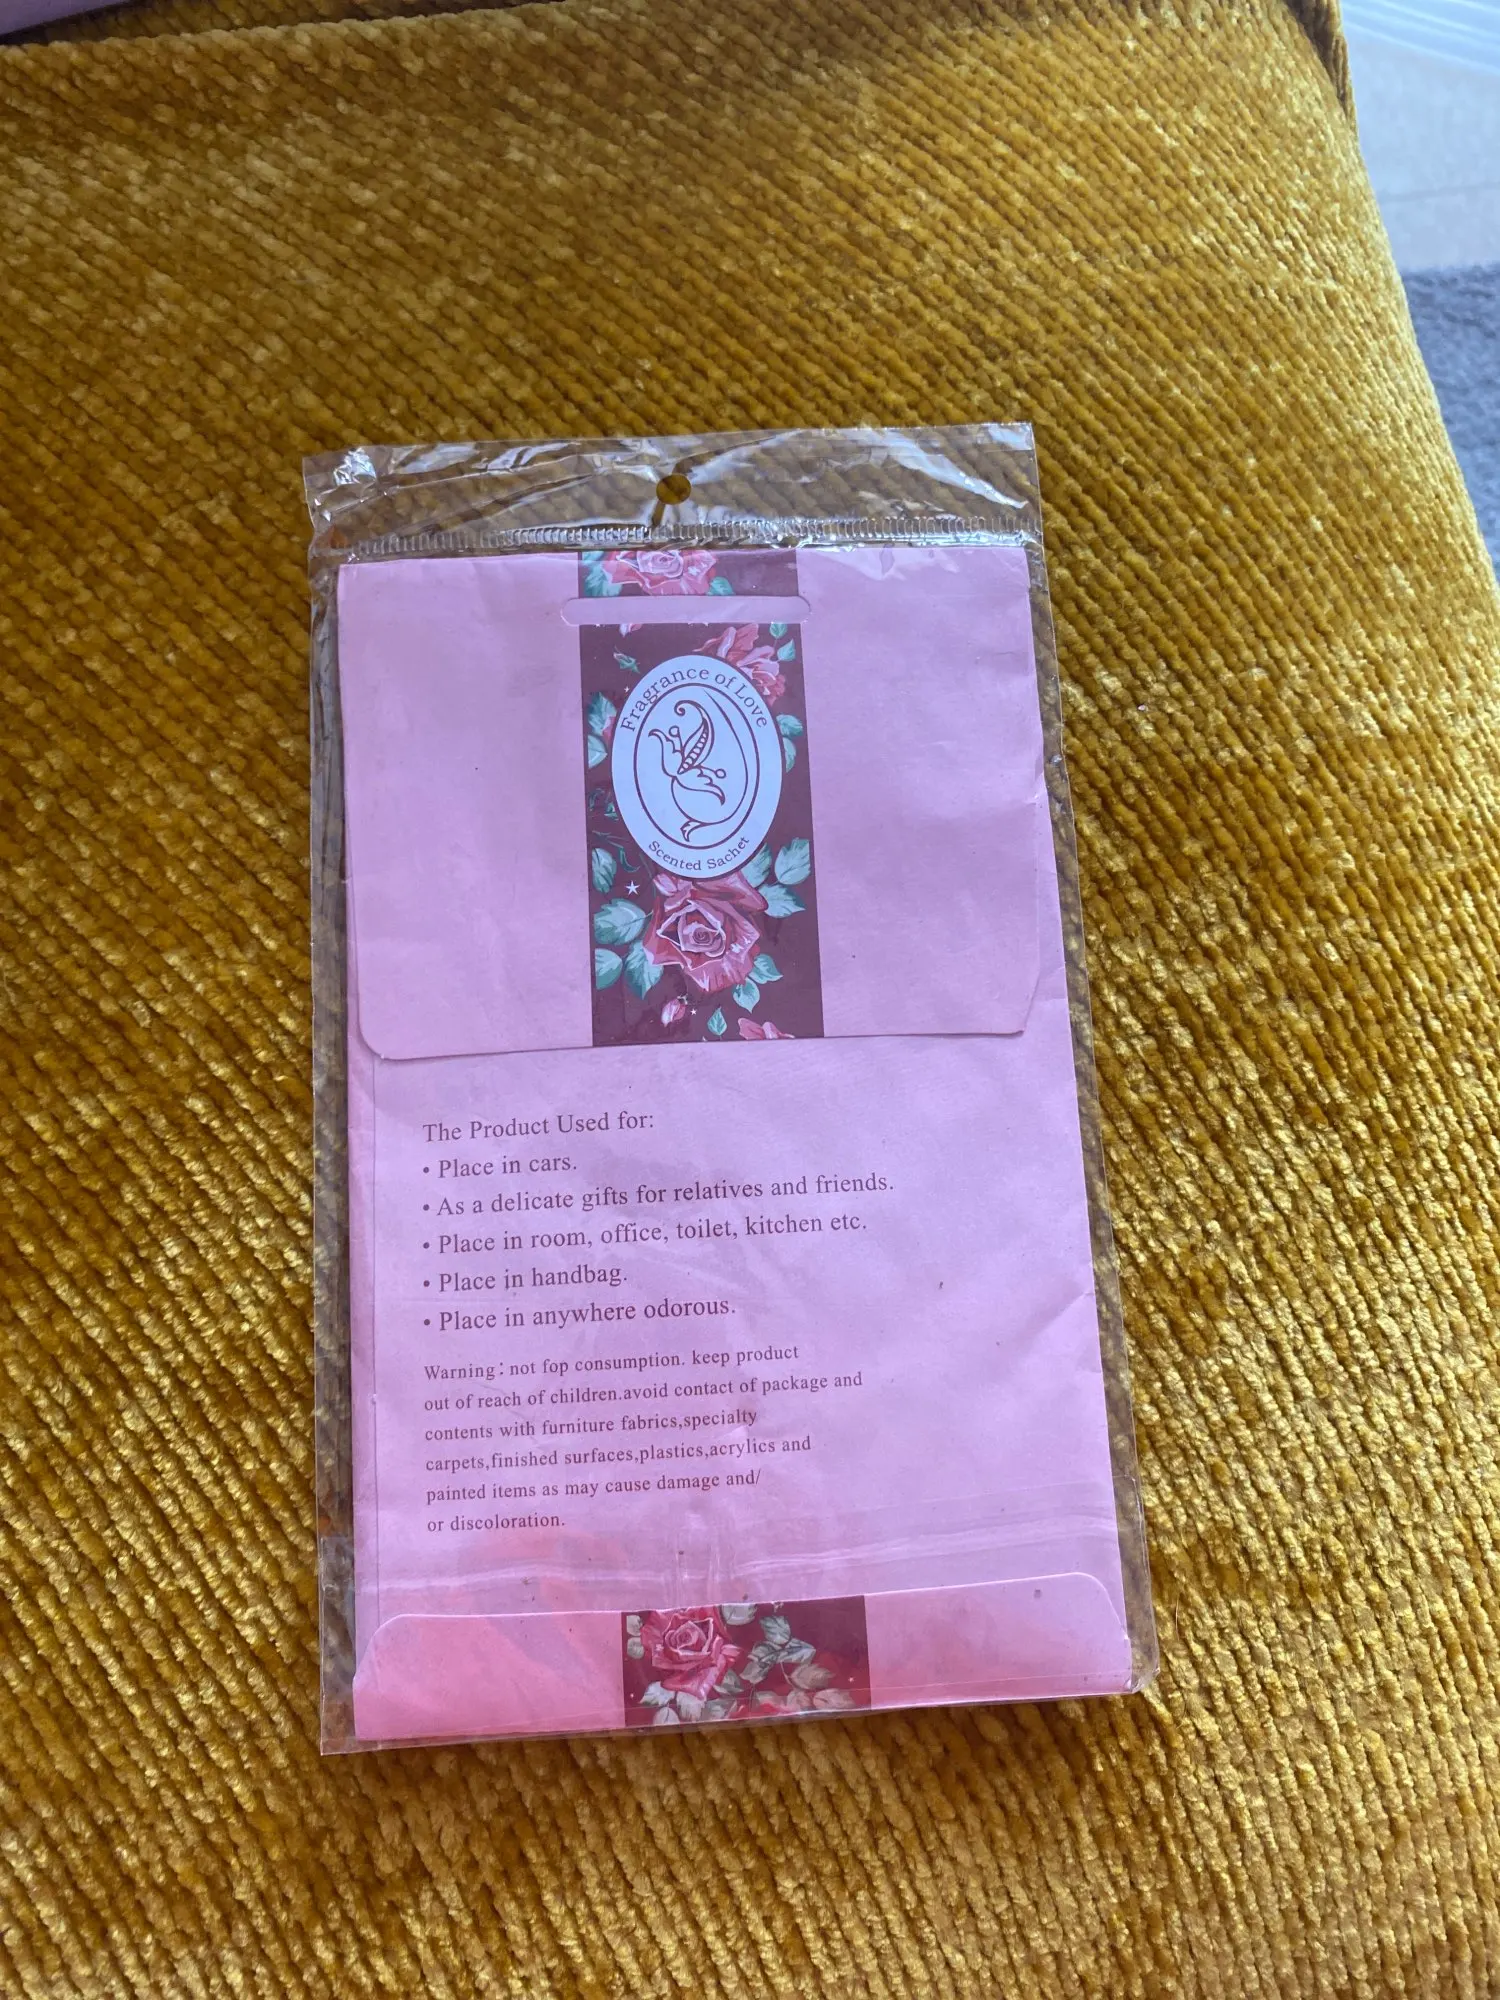 Fragrance of Love
Scented Sachet
The Product Used for:
• Place in cars.
• As a delicate gifts for relatives and friends.
• Place in room, office, toilet, kitchen etc.
• Place in handbag.
• Place in anywhere odorous.
Warning: not fop consumption. keep product
out of reach of children.avoid contact of package and
contents with furniture fabrics,specialty
carpets,finished surfaces,plastics,acrylics and
painted items as may cause damage and/
or discoloration.